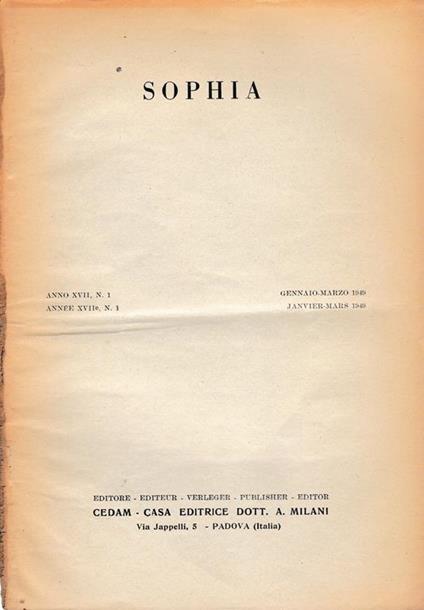 SOPHIA
ANNO XVII, N. 1 GENNAIO-MARZO 1949
ANNÉE XVIIe, N. 1 JANVIER-MARS 1949
EDITORE - EDITEUR - VERLEGER - PUBLISHER - EDITOR
CEDAM - CASA EDITRICE DOTT. A. MILANI
Via Jappelli, 5 - PADOVA (Italia)